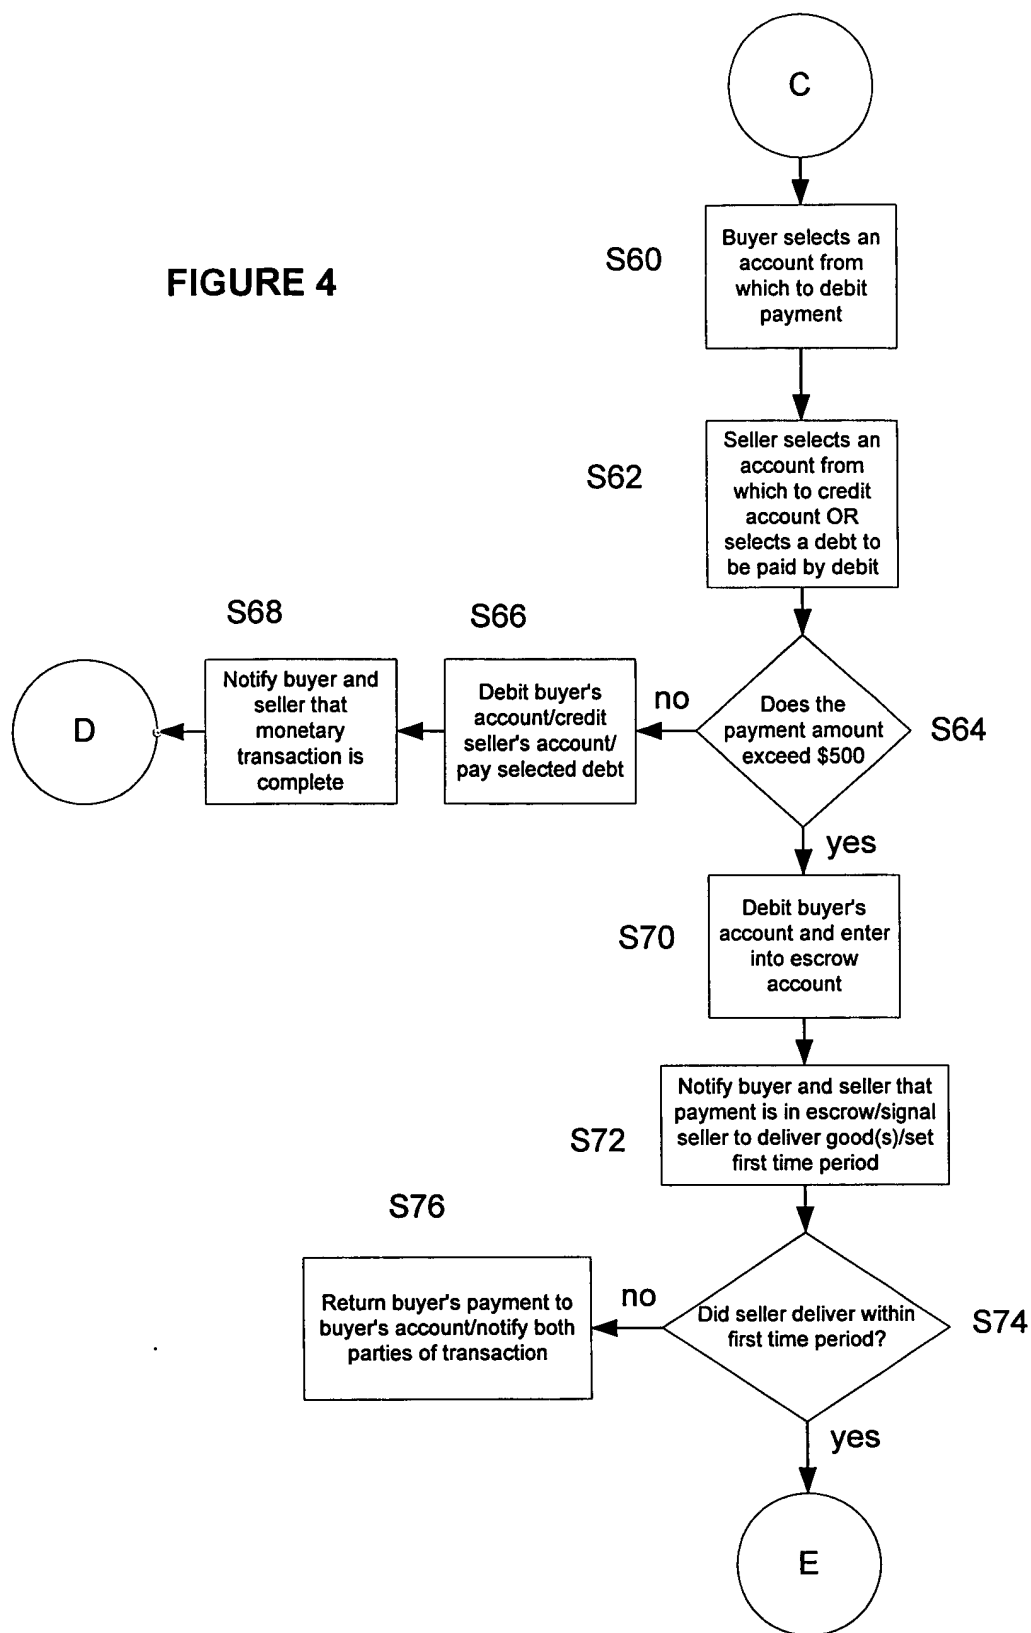 C
FIGURE 4
S60
Buyer selects an
account from
which to debit
payment
S62
Seller selects an
account from
which to credit
account OR
selects a debt to
be paid by debit
S68
S66
D
Notify buyer and
seller that
monetary
transaction is
complete
Debit buyer's
account/credit
seller's account/
pay selected debt
no
Does the
payment amount
exceed $500
S64
yes
S70
Debit buyer's
account and enter
into escrow
account
S72
Notify buyer and seller that
payment is in escrow/signal
seller to deliver good(s)/set
first time period
S76
Return buyer's payment to
buyer's account/notify both
parties of transaction
no
Did seller deliver within
first time period?
S74
yes
E